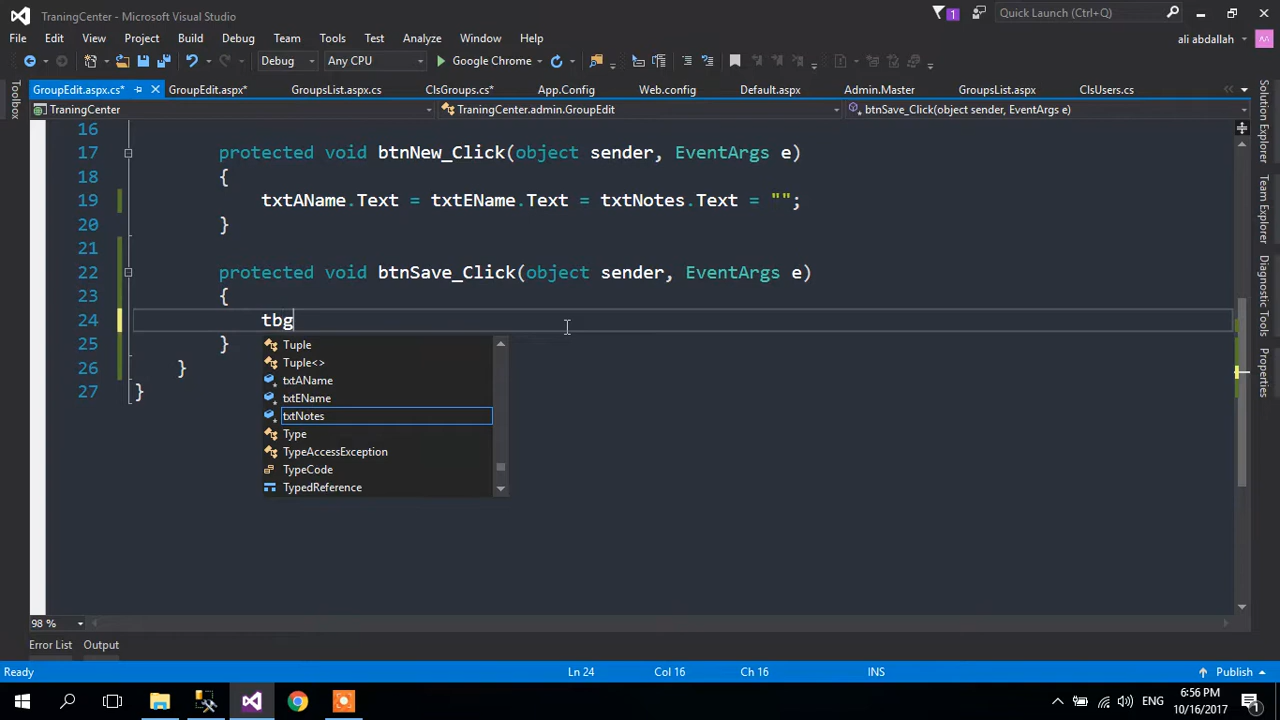 TraningCenter - Microsoft Visual Studio
1
Quick Launch (Ctrl+Q)
File Edit View Project Build Debug Team Tools Test Analyze Window Help
ali abdallah
Debug Any CPU Google Chrome
GroupEdit.aspx.cs* GroupEdit.aspx* GroupsList.aspx.cs ClsGroups.cs* App.Config Web.config Default.aspx Admin.Master GroupsList.aspx ClsUsers.cs
TraningCenter TraningCenter.admin.GroupEdit btnSave_Click(object sender, EventArgs e)
Toolbox
16
17 protected void btnNew_Click(object sender, EventArgs e)
18 {
19 txtAName.Text = txtEName.Text = txtNotes.Text = "";
20 }
21
22 protected void btnSave_Click(object sender, EventArgs e)
23 {
24 tbg
25 }
26 }
27 }
Tuple
Tuple<>
txtAName
txtEName
txtNotes
Type
TypeAccessException
TypeCode
TypedReference
Solution Explorer
Team Explorer
Diagnostic Tools
Properties
98 %
Error List Output
Ready Ln 24 Col 16 Ch 16 INS Publish
ENG
6:56 PM
10/16/2017
1